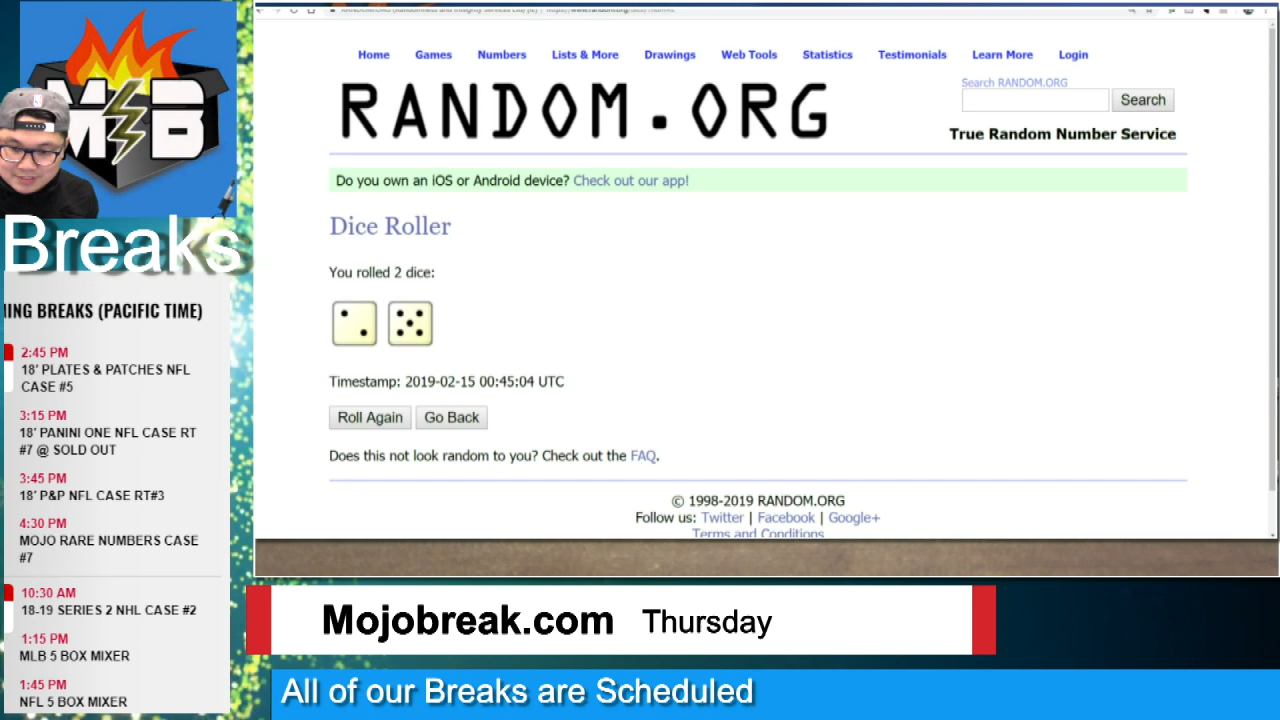 Home Games Numbers Lists & More Drawings Web Tools Statistics Testimonials Learn More Login
RANDOM.ORG
Search RANDOM.ORG
Search
True Random Number Service
Do you own an iOS or Android device? Check out our app!
Dice Roller
You rolled 2 dice:
Timestamp: 2019-02-15 00:45:04 UTC
Roll Again Go Back
Does this not look random to you? Check out the FAQ.
© 1998-2019 RANDOM.ORG
Follow us: Twitter | Facebook | Google+
Terms and Conditions
M B
Breaks
ING BREAKS (PACIFIC TIME)
2:45 PM
18' PLATES & PATCHES NFL
CASE #5
3:15 PM
18' PANINI ONE NFL CASE RT
#7 @ SOLD OUT
3:45 PM
18' P&P NFL CASE RT#3
4:30 PM
MOJO RARE NUMBERS CASE
#7
10:30 AM
18-19 SERIES 2 NHL CASE #2
1:15 PM
MLB 5 BOX MIXER
1:45 PM
NFL 5 BOX MIXER
Mojobreak.com Thursday
All of our Breaks are Scheduled